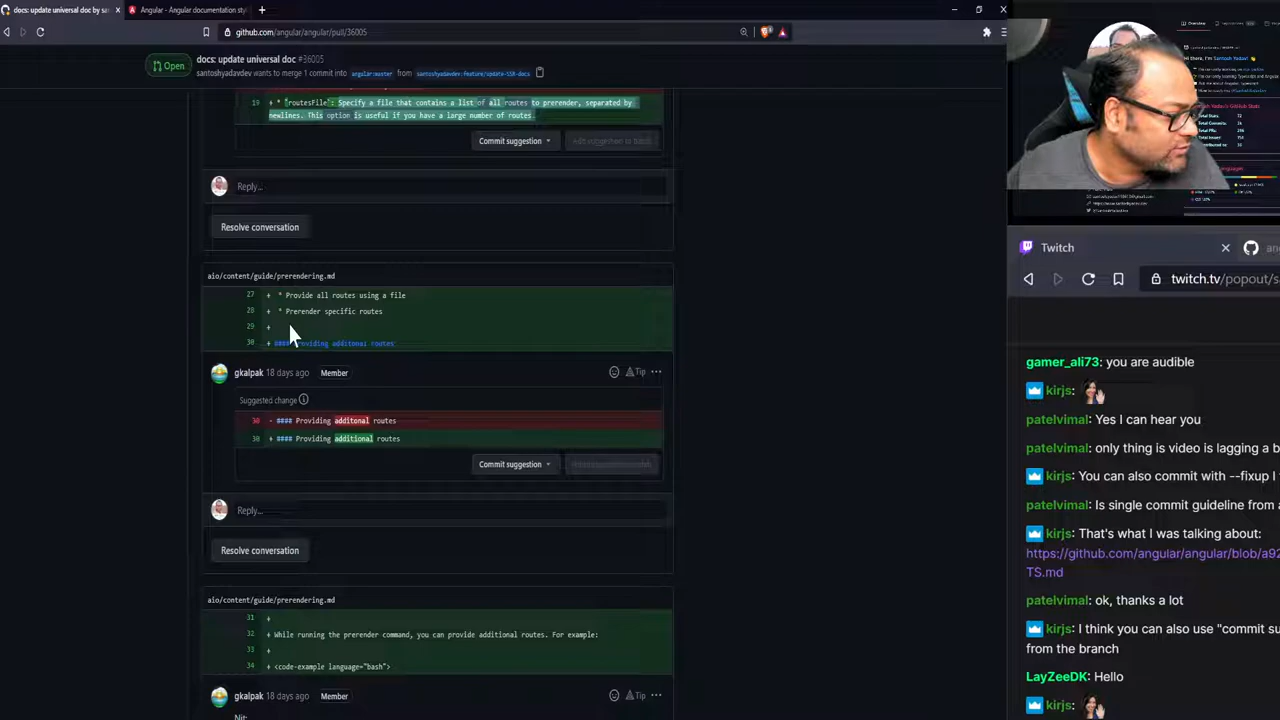 docs: update universal doc by sa
Angular - Angular documentation sty
github.com/angular/angular/pull/36005
Open
docs: update universal doc #36005
santoshyadavdev wants to merge 1 commit into angular:master from santoshyadavdev:feature/update-SSR-docs
19 + * `routesFile`: Specify a file that contains a list of all routes to prerender, separated by
newlines. This option is useful if you have a large number of routes.
Commit suggestion
Add suggestion to batch
Reply...
Resolve conversation
aio/content/guide/prerendering.md
27 + * Provide all routes using a file
28 + * Prerender specific routes
29 +
30 + #### Providing additonal routes
gkalpak 18 days ago Member
Tip
Suggested change
30 - #### Providing additonal routes
30 + #### Providing additional routes
Commit suggestion
Reply...
Resolve conversation
aio/content/guide/prerendering.md
31 +
32 + While running the prerender command, you can provide additional routes. For example:
33 +
34 + <code-example language="bash">
gkalpak 18 days ago Member
Tip
Nit:
Twitch
an
twitch.tv/popout/s
gamer_ali73: you are audible
kirjs:
patelvimal: Yes I can hear you
patelvimal: only thing is video is lagging a b
kirjs: You can also commit with --fixup I
patelvimal: Is single commit guideline from a
kirjs: That's what I was talking about:
https://github.com/angular/angular/blob/a92
TS.md
patelvimal: ok, thanks a lot
kirjs: I think you can also use "commit su
from the branch
LayZeeDK: Hello
kirjs: